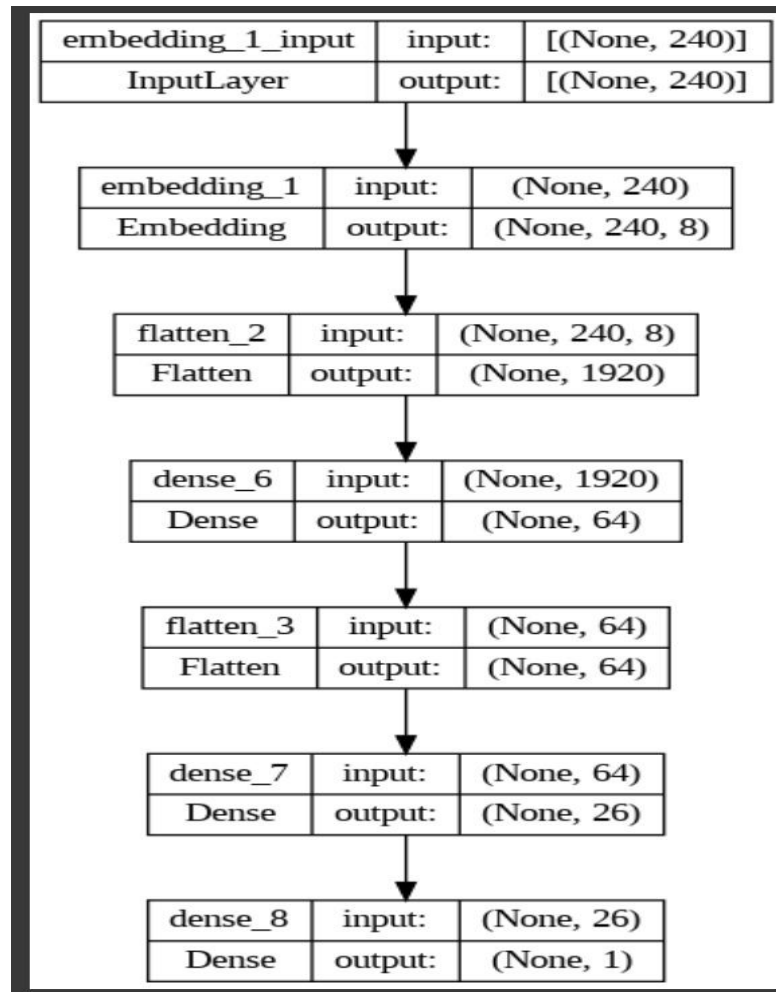 embedding_1_input input: [(None, 240)]
InputLayer output: [(None, 240)]
embedding_1 input: (None, 240)
Embedding output: (None, 240, 8)
flatten_2 input: (None, 240, 8)
Flatten output: (None, 1920)
dense_6 input: (None, 1920)
Dense output: (None, 64)
flatten_3 input: (None, 64)
Flatten output: (None, 64)
dense_7 input: (None, 64)
Dense output: (None, 26)
dense_8 input: (None, 26)
Dense output: (None, 1)